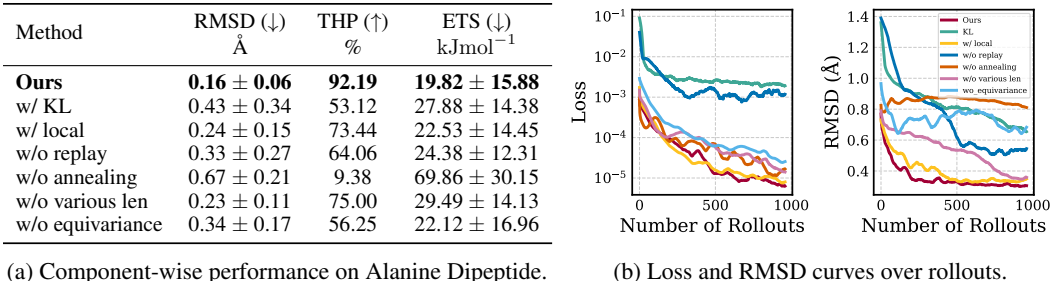 Method RMSD (↓) THP (↑) ETS (↓)
Å % kJmol⁻¹
Ours 0.16 ± 0.06 92.19 19.82 ± 15.88
w/ KL 0.43 ± 0.34 53.12 27.88 ± 14.38
w/ local 0.24 ± 0.15 73.44 22.53 ± 14.45
w/o replay 0.33 ± 0.27 64.06 24.38 ± 12.31
w/o annealing 0.67 ± 0.21 9.38 69.86 ± 30.15
w/o various len 0.23 ± 0.11 75.00 29.49 ± 14.13
w/o equivariance 0.34 ± 0.17 56.25 22.12 ± 16.96
(a) Component-wise performance on Alanine Dipeptide.
Loss
10⁻¹
10⁻²
10⁻³
10⁻⁴
10⁻⁵
0 500 1000
Number of Rollouts
RMSD (Å)
1.4
1.2
1.0
0.8
0.6
0.4
Ours
KL
w/ local
w/o replay
w/o annealing
w/o various len
wo_equivariance
0 500 1000
Number of Rollouts
(b) Loss and RMSD curves over rollouts.